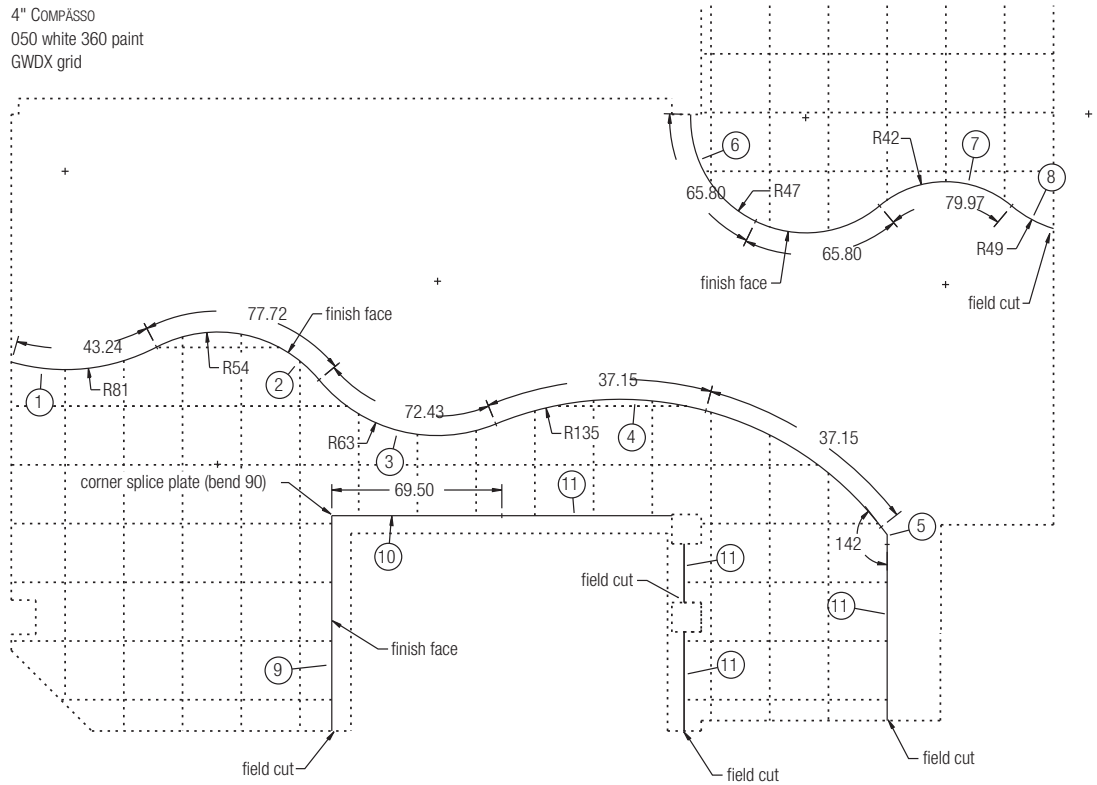 4" COMPÄSSO
050 white 360 paint
GWDX grid
6
R42
7
8
65.80
R47
79.97
R49
65.80
finish face
field cut
77.72
finish face
43.24
R54
1
R81
2
37.15
72.43
R63
3
R135
4
37.15
corner splice plate (bend 90)
69.50
11
5
142
10
11
field cut
11
finish face
9
11
field cut
field cut
field cut